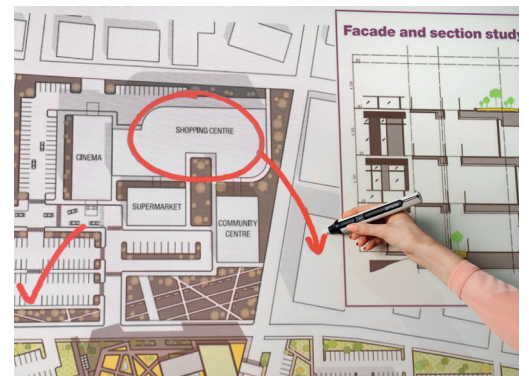 Facade and section study
SHOPPING CENTRE
CINEMA
SUPERMARKET
COMMUNITY
CENTRE